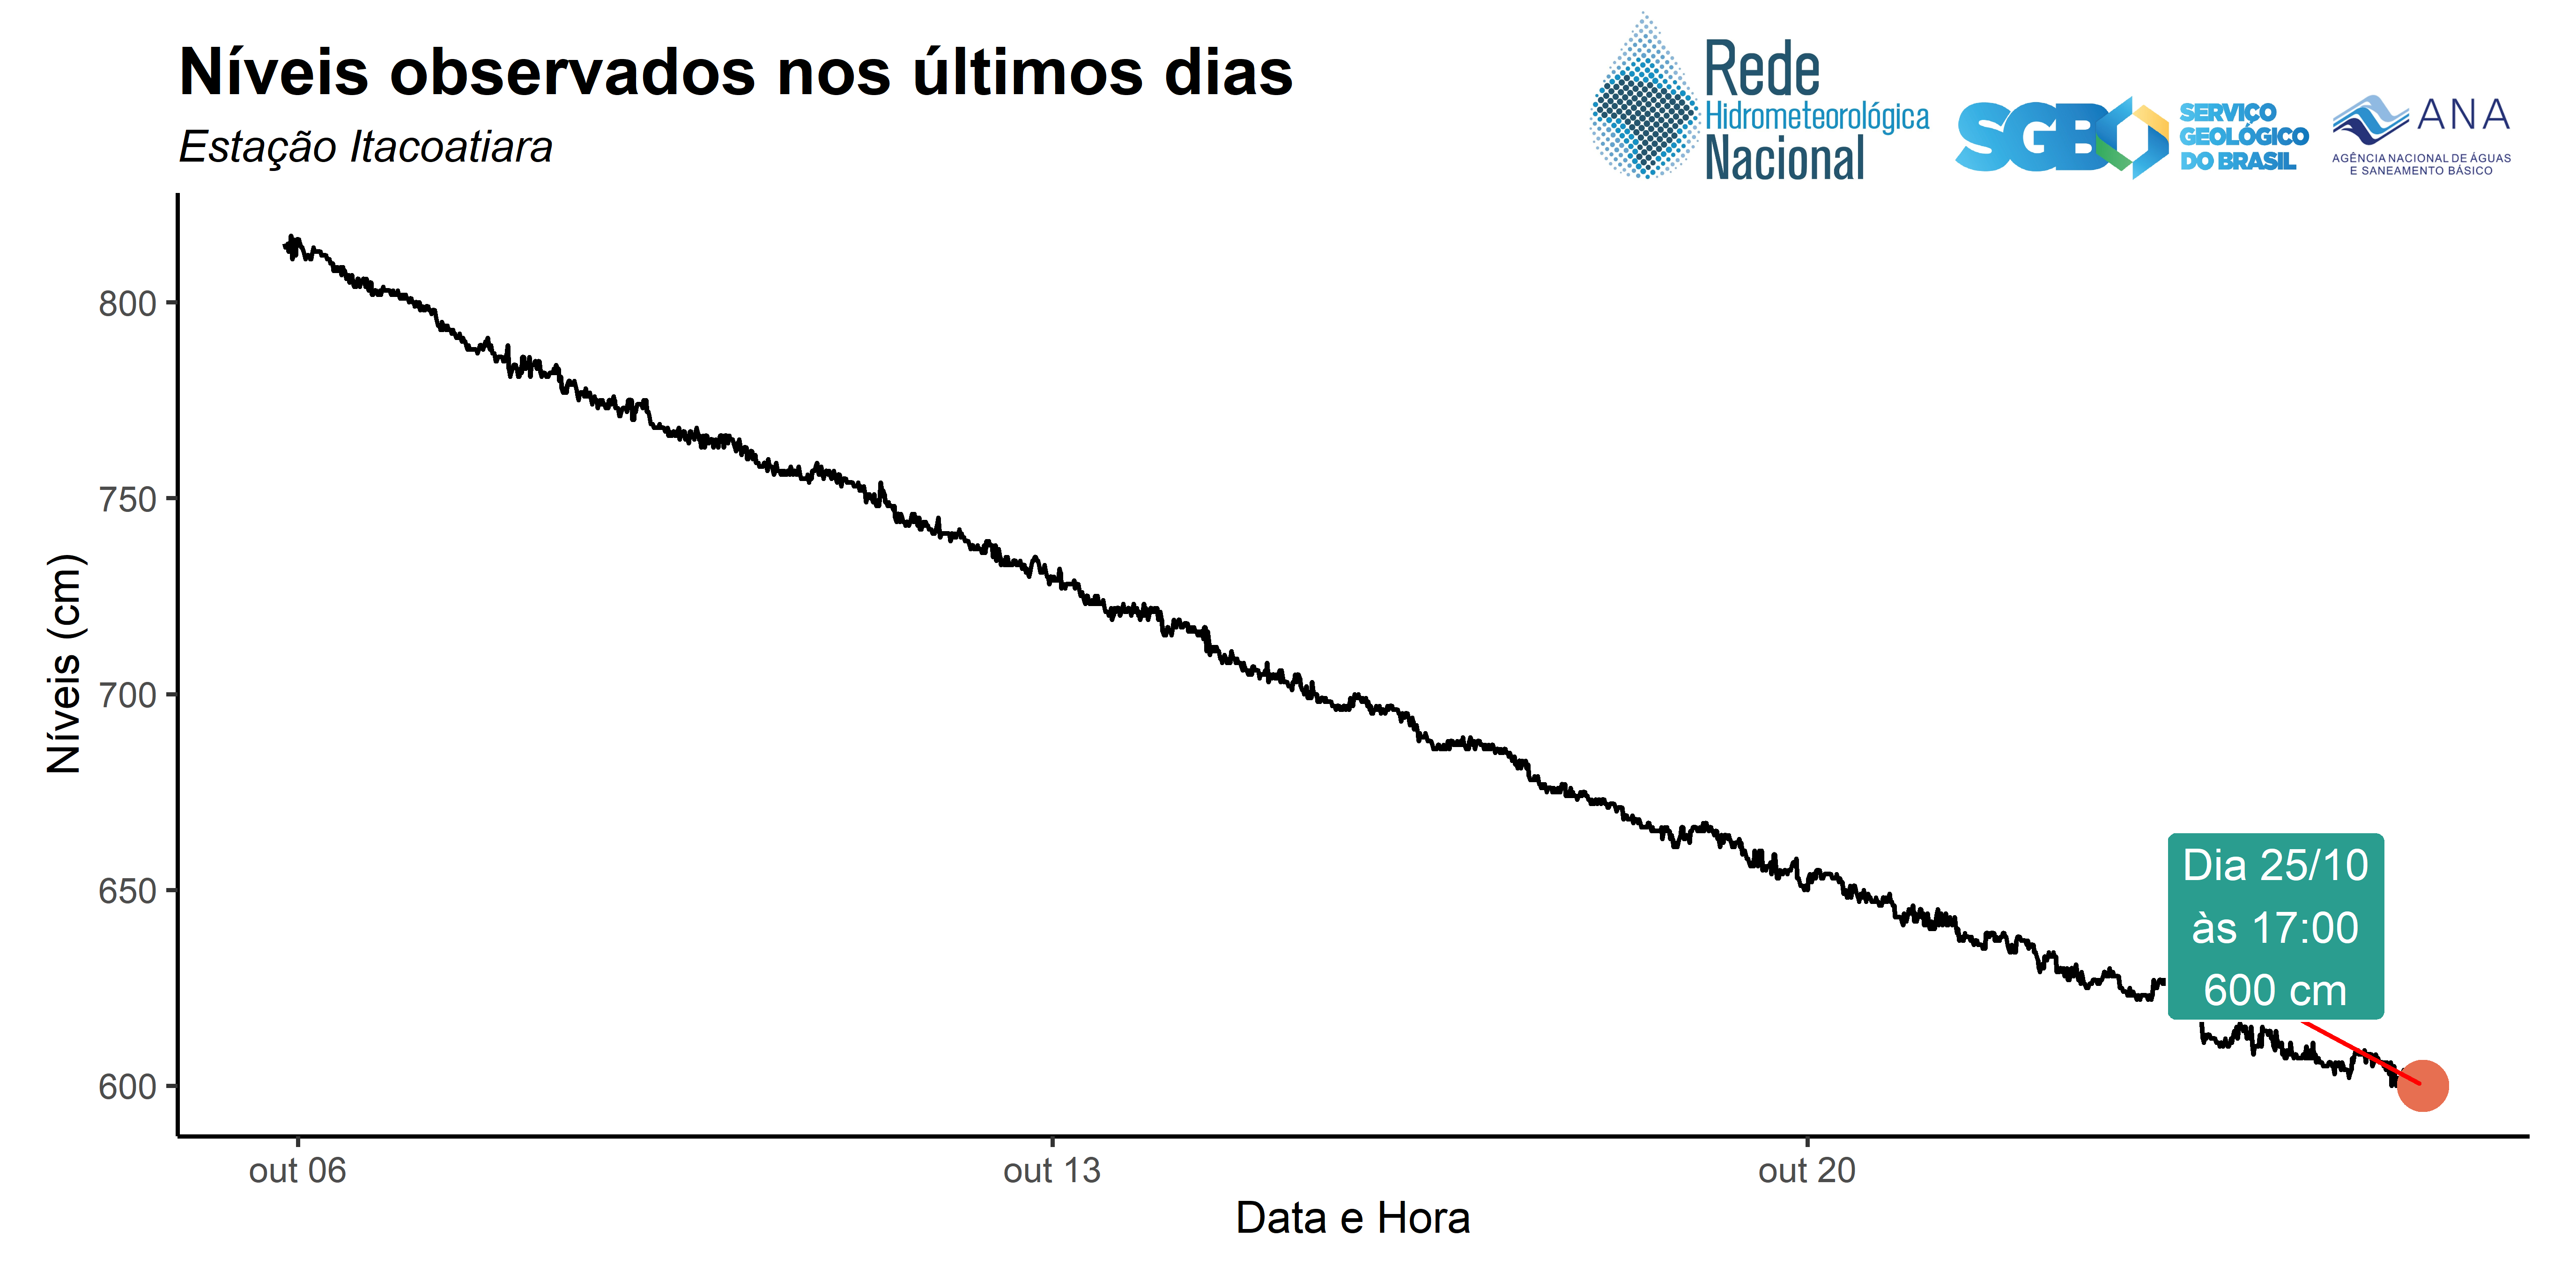 Níveis observados nos últimos dias
Estação Itacoatiara
Rede
Hidrometeorológica
Nacional
SGB
SERVIÇO
GEOLÓGICO
DO BRASIL
ANA
AGÊNCIA NACIONAL DE ÁGUAS
E SANEAMENTO BÁSICO
Níveis (cm)
800
750
700
650
600
Dia 25/10
às 17:00
600 cm
out 06
out 13
out 20
Data e Hora